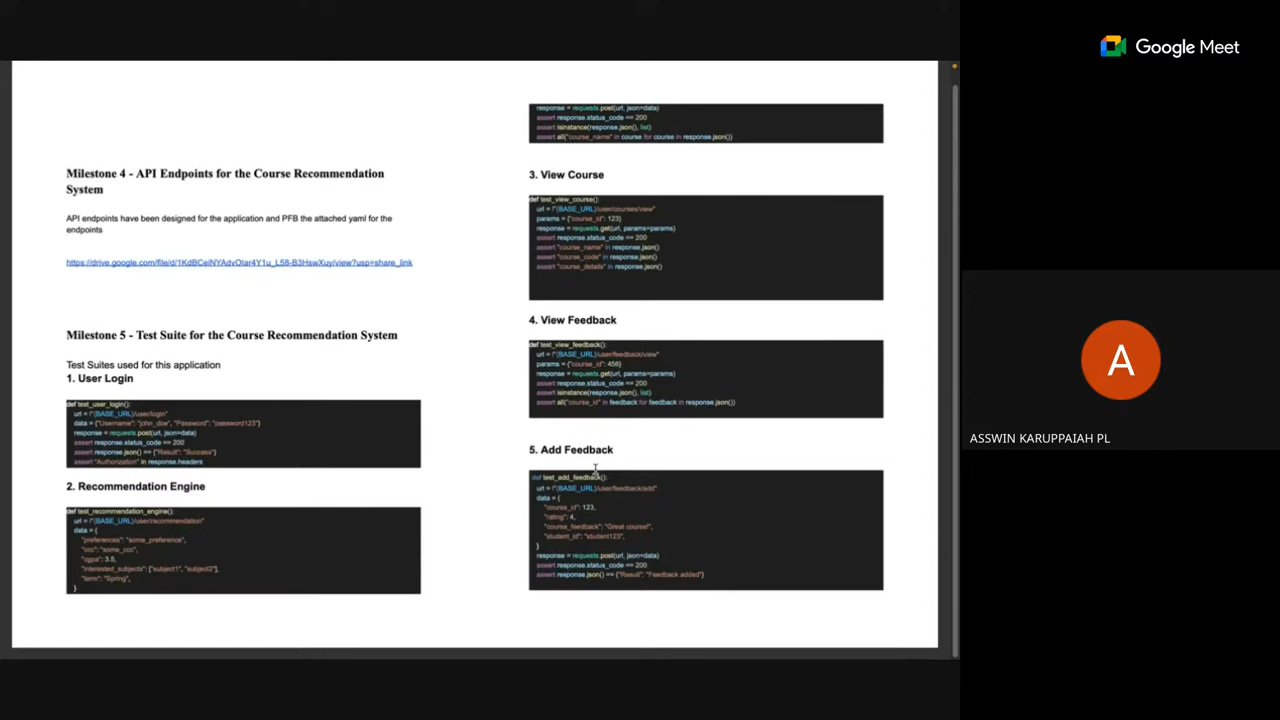 Milestone 4 - API Endpoints for the Course Recommendation
System
API endpoints have been designed for the application and PFB the attached yaml for the
endpoints
Milestone 5 - Test Suite for the Course Recommendation System
Test Suites used for this application
1. User Login
def test_user_login():
url = f"{BASE_URL}/user/login"
data = {"Username": "john_doe", "Password": "password123"}
response = requests.post(url, json=data)
assert response.status_code == 200
assert response.json() == {"Result": "Success"}
assert "Authorization" in response.headers
2. Recommendation Engine
def test_recommendation_engine():
url = f"{BASE_URL}/user/recommendation"
data = {
"preferences": "some_preference",
"ccc": "some_ccc",
"cgpa": 3.5,
"interested_subjects": ["subject1", "subject2"],
"term": "Spring",
}
response = requests.post(url, json=data)
assert response.status_code == 200
assert isinstance(response.json(), list)
assert all("course_name" in course for course in response.json())
3. View Course
def test_view_course():
url = f"{BASE_URL}/user/courses/view"
params = {"course_id": 123}
response = requests.get(url, params=params)
assert response.status_code == 200
assert "course_name" in response.json()
assert "course_code" in response.json()
assert "course_details" in response.json()
4. View Feedback
def test_view_feedback():
url = f"{BASE_URL}/user/feedback/view"
params = {"course_id": 456}
response = requests.get(url, params=params)
assert response.status_code == 200
assert isinstance(response.json(), list)
assert all("course_id" in feedback for feedback in response.json())
5. Add Feedback
def test_add_feedback():
url = f"{BASE_URL}/user/feedback/add"
data = {
"course_id": 123,
"rating": 4,
"course_feedback": "Great course!",
"student_id": "student123",
}
response = requests.post(url, json=data)
assert response.status_code == 200
assert response.json() == {"Result": "Feedback added"}
Google Meet
A
ASSWIN KARUPPAIAH PL